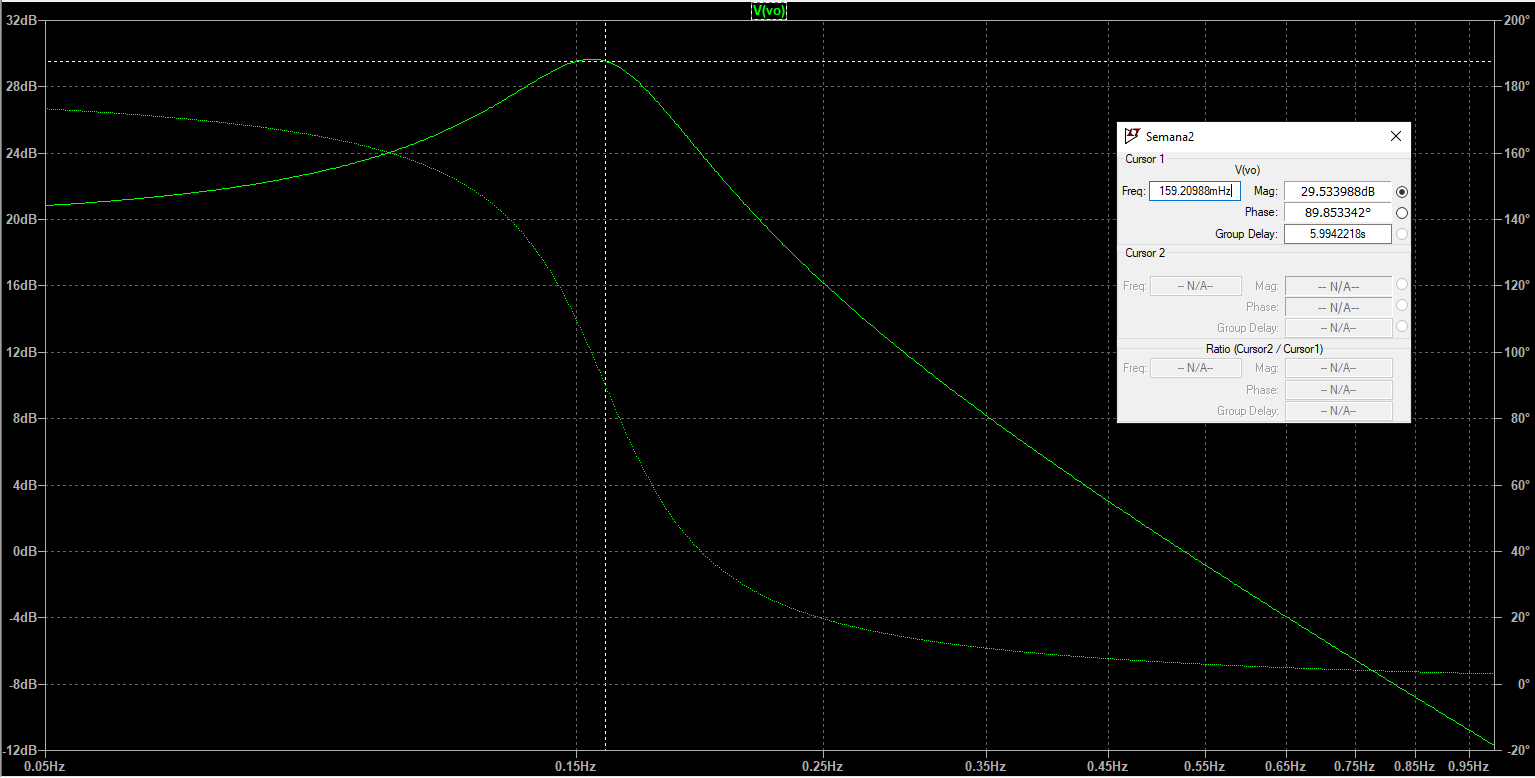 V(vo)
32dB
28dB
24dB
20dB
16dB
12dB
8dB
4dB
0dB
-4dB
-8dB
-12dB
200°
180°
160°
140°
120°
100°
80°
60°
40°
20°
0°
-20°
0.05Hz 0.15Hz 0.25Hz 0.35Hz 0.45Hz 0.55Hz 0.65Hz 0.75Hz 0.85Hz 0.95Hz
Semana2
Cursor 1
V(vo)
Freq: 159.20988mHz Mag: 29.533988dB
Phase: 89.853342°
Group Delay: 5.9942218s
Cursor 2
Freq: -- N/A-- Mag: -- N/A--
Phase: -- N/A--
Group Delay: -- N/A--
Ratio (Cursor2 / Cursor1)
Freq: -- N/A-- Mag: -- N/A--
Phase: -- N/A--
Group Delay: -- N/A--